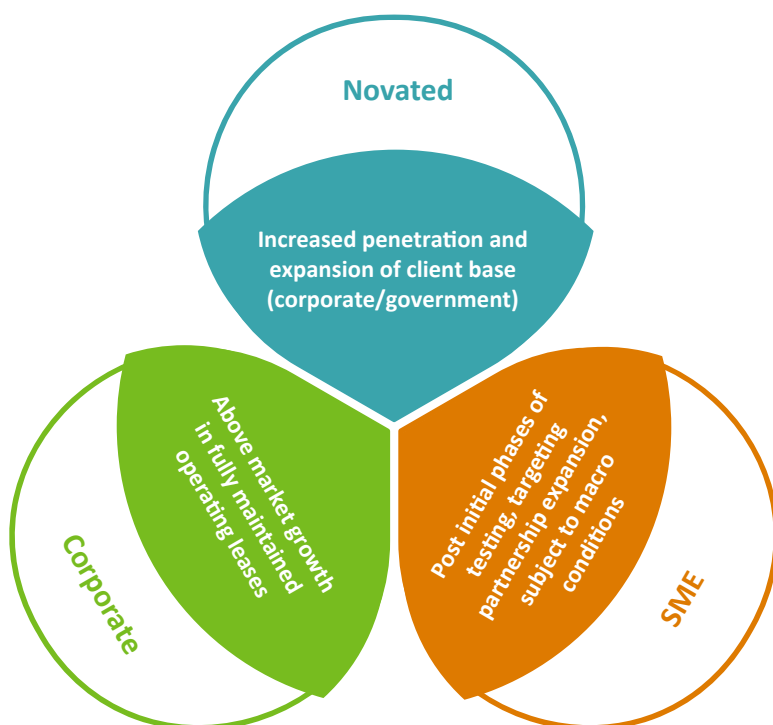 Novated
Increased penetration and
expansion of client base
(corporate/government)
Above market growth
in fully maintained
operating leases
Corporate
Post initial phases of
testing, targeting
partnership expansion,
subject to macro
conditions
SME